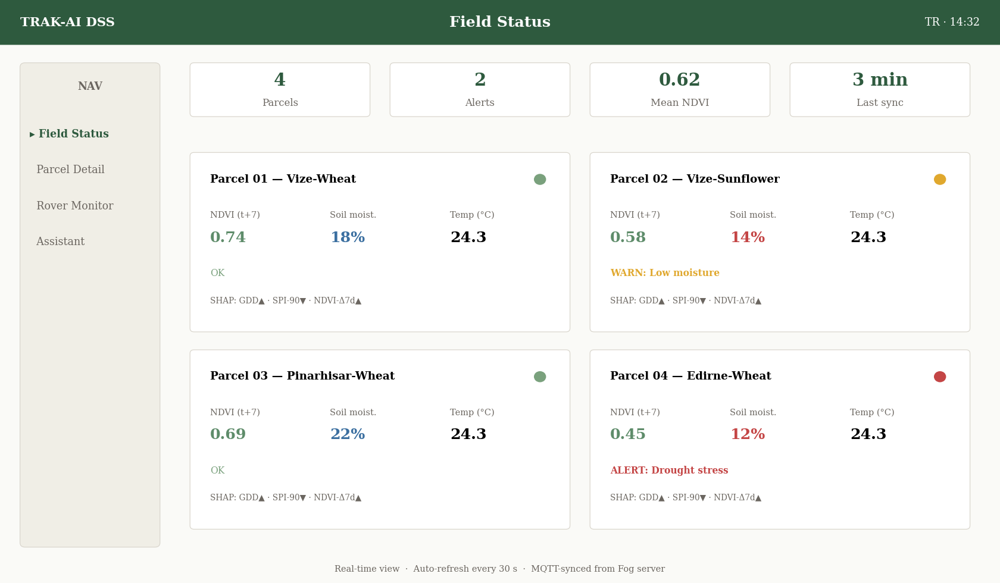 TRAK-AI DSS
Field Status
TR · 14:32
NAV
▸ Field Status
Parcel Detail
Rover Monitor
Assistant
4
Parcels
2
Alerts
0.62
Mean NDVI
3 min
Last sync
Parcel 01 — Vize-Wheat
NDVI (t+7) Soil moist. Temp (°C)
0.74 18% 24.3
OK
SHAP: GDD▲ · SPI-90▼ · NDVI-Δ7d▲
Parcel 02 — Vize-Sunflower
NDVI (t+7) Soil moist. Temp (°C)
0.58 14% 24.3
WARN: Low moisture
SHAP: GDD▲ · SPI-90▼ · NDVI-Δ7d▲
Parcel 03 — Pinarhisar-Wheat
NDVI (t+7) Soil moist. Temp (°C)
0.69 22% 24.3
OK
SHAP: GDD▲ · SPI-90▼ · NDVI-Δ7d▲
Parcel 04 — Edirne-Wheat
NDVI (t+7) Soil moist. Temp (°C)
0.45 12% 24.3
ALERT: Drought stress
SHAP: GDD▲ · SPI-90▼ · NDVI-Δ7d▲
Real-time view · Auto-refresh every 30 s · MQTT-synced from Fog server